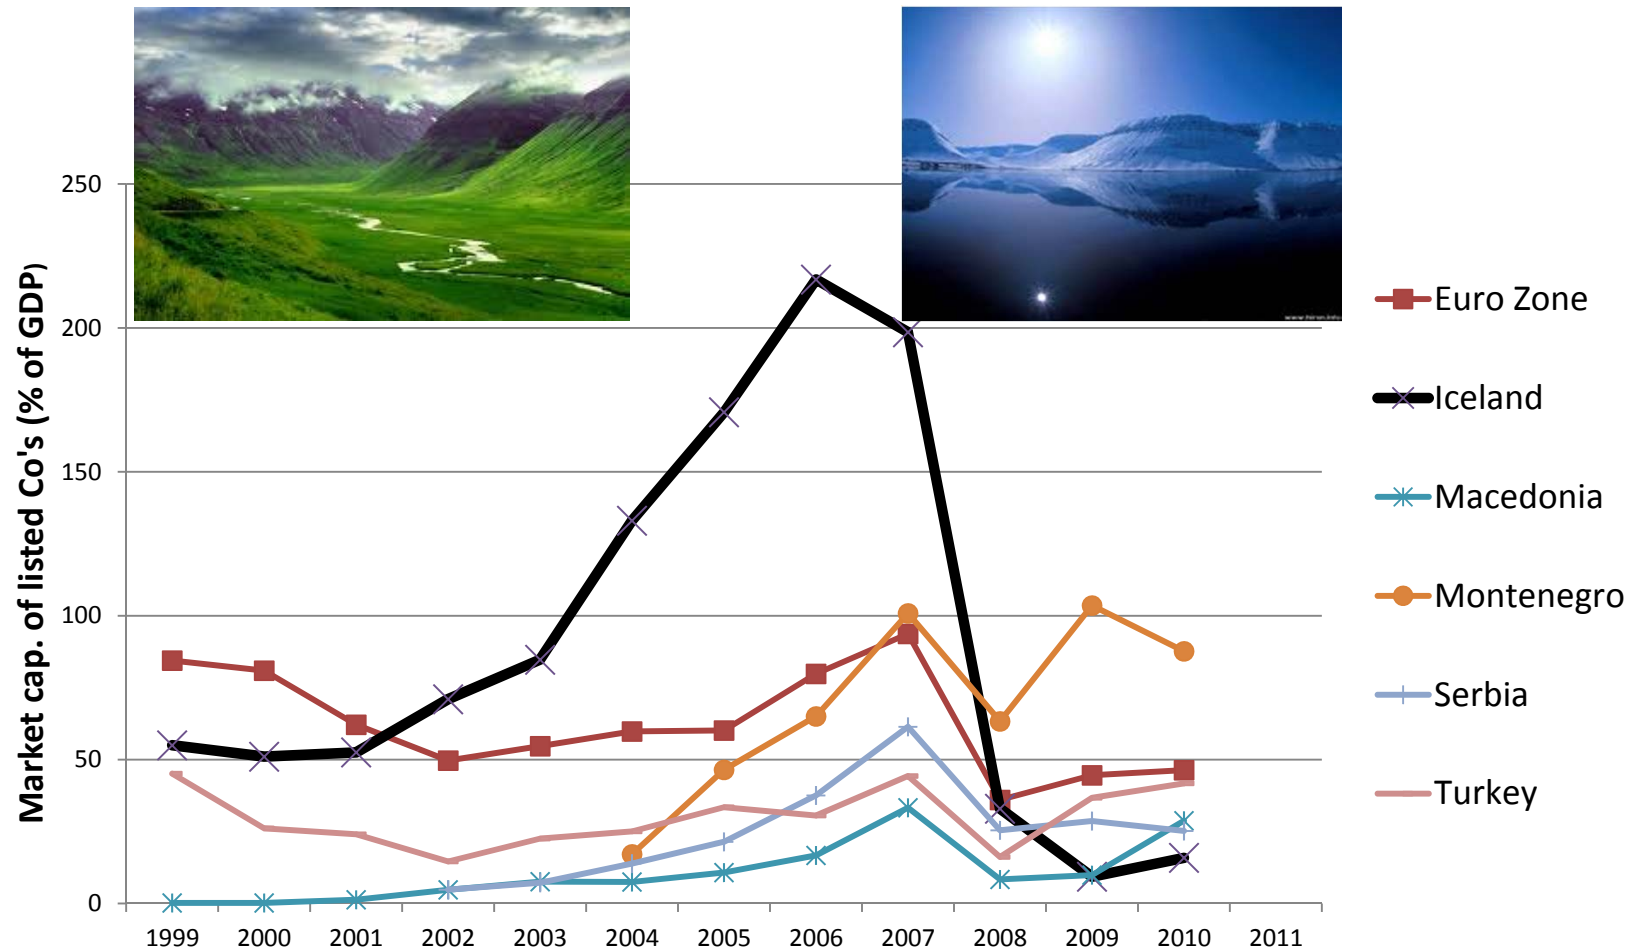 250
200
150
100
50
0
Market cap. of listed Co's (% of GDP)
1999 2000 2001 2002 2003 2004 2005 2006 2007 2008 2009 2010 2011
Euro Zone
Iceland
Macedonia
Montenegro
Serbia
Turkey